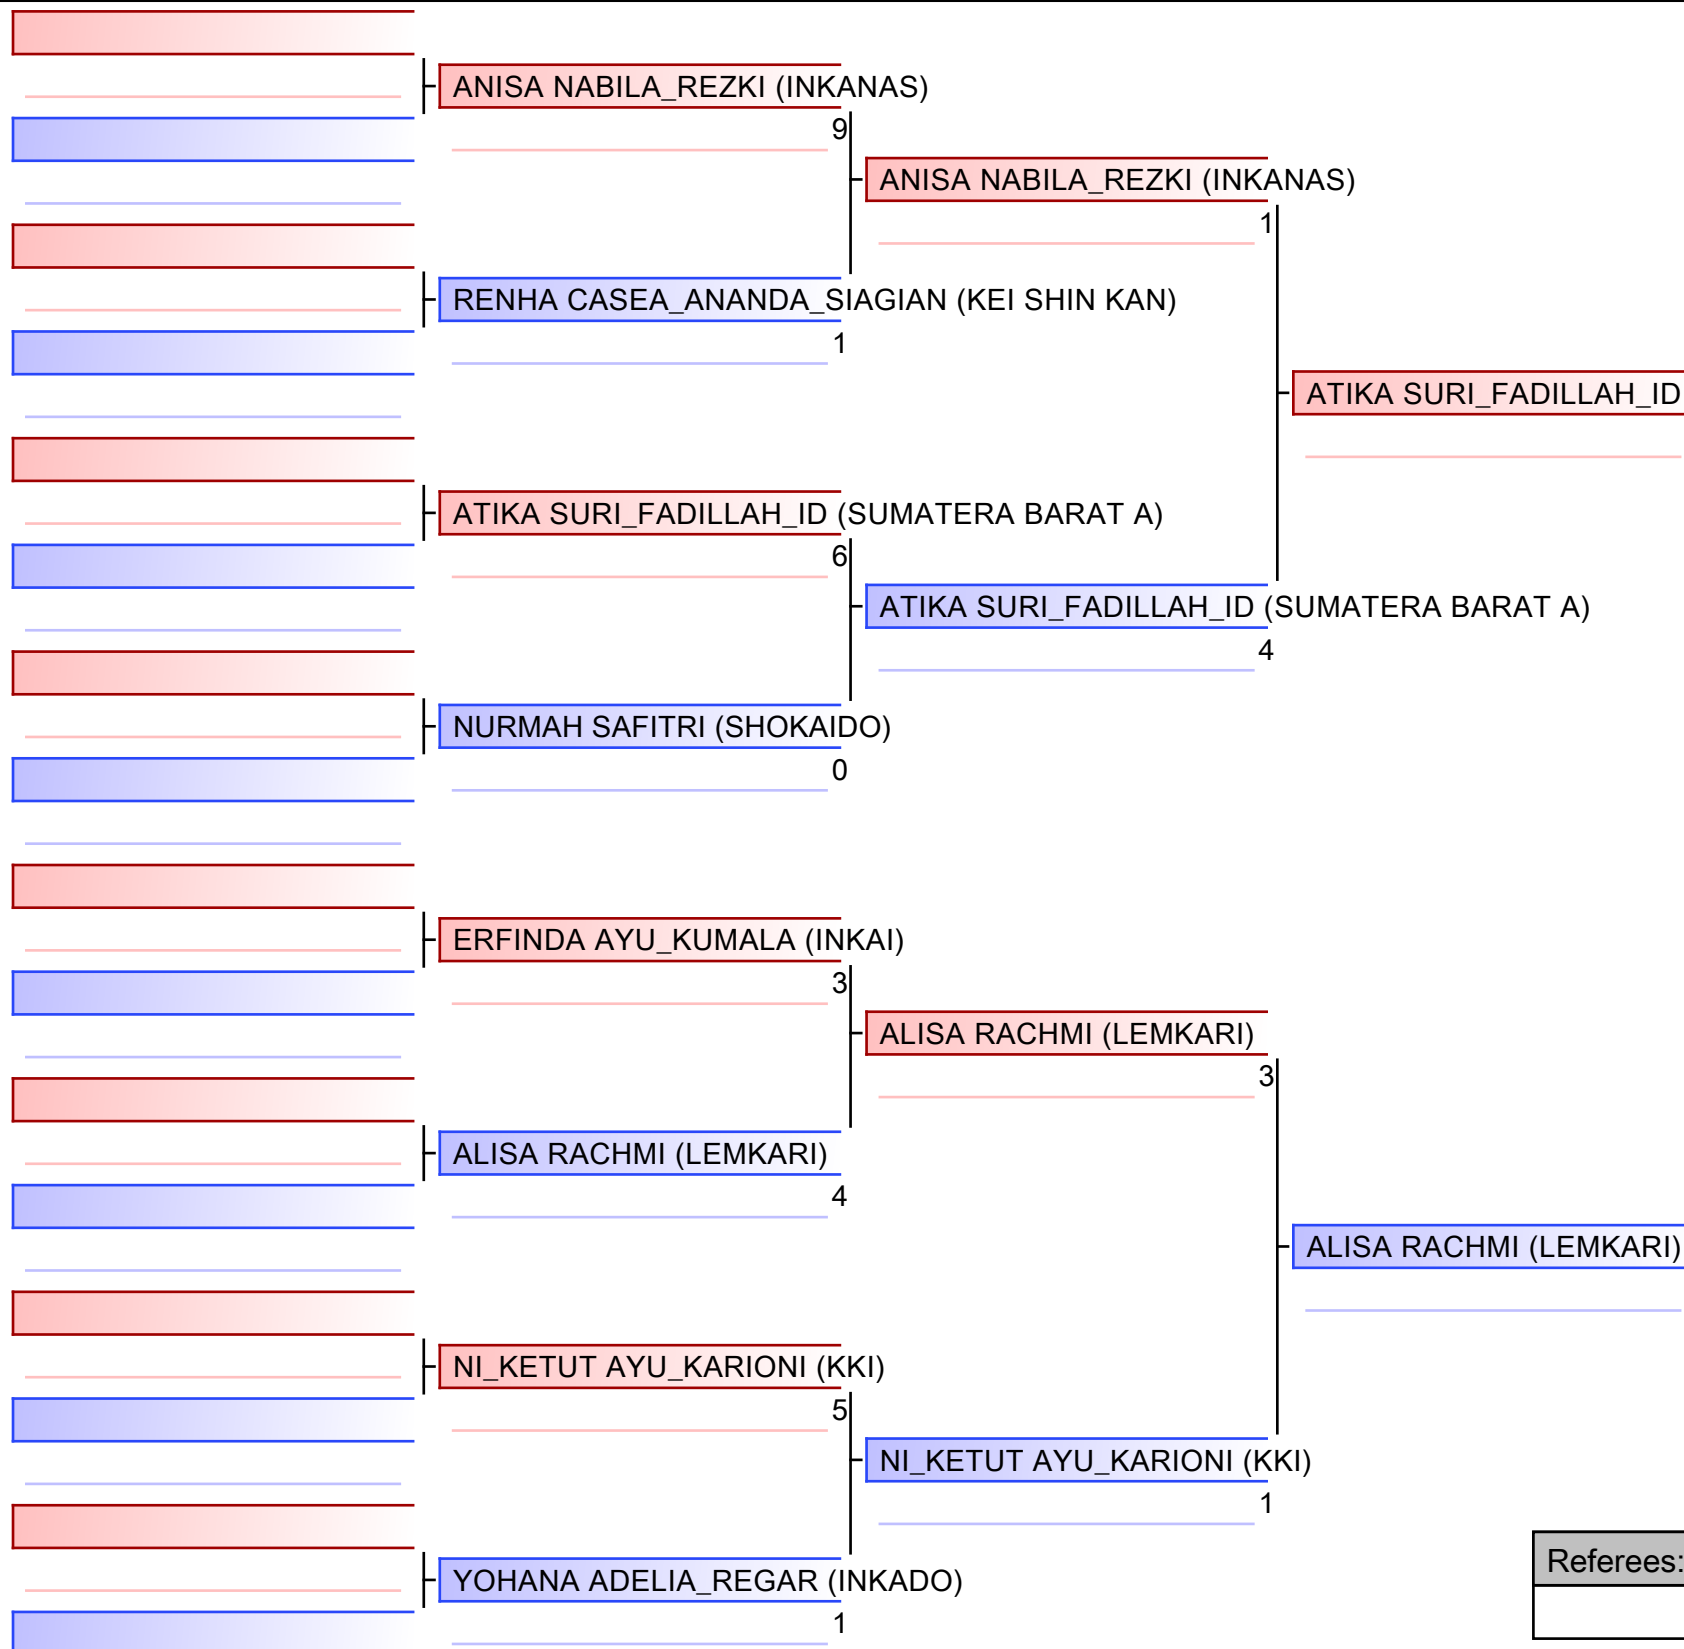 ANISA NABILA_REZKI (INKANAS)
9
ANISA NABILA_REZKI (INKANAS)
1
RENHA CASEA_ANANDA_SIAGIAN (KEI SHIN KAN)
1
ATIKA SURI_FADILLAH_ID
ATIKA SURI_FADILLAH_ID (SUMATERA BARAT A)
6
ATIKA SURI_FADILLAH_ID (SUMATERA BARAT A)
4
NURMAH SAFITRI (SHOKAIDO)
0
ERFINDA AYU_KUMALA (INKAI)
3
ALISA RACHMI (LEMKARI)
3
ALISA RACHMI (LEMKARI)
4
ALISA RACHMI (LEMKARI)
NI_KETUT AYU_KARIONI (KKI)
5
NI_KETUT AYU_KARIONI (KKI)
1
YOHANA ADELIA_REGAR (INKADO)
1
Referees: